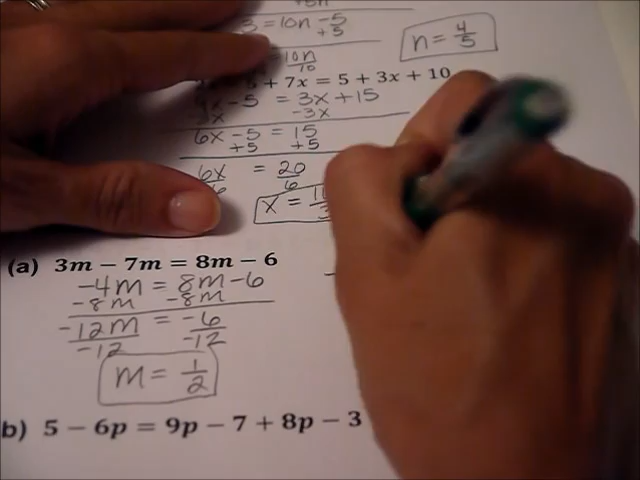 3 = 10n - 5
+5
n = 4/5
10n
10
+ 7x = 5 + 3x + 10
- 5 = 3x + 15
-3x
6x - 5 = 15
+5 +5
6x = 20
6
x =
(a) 3m − 7m = 8m − 6
-4m = 8m - 6
-8m -8m
-12m = -6
-12 -12
m = 1/2
b) 5 − 6p = 9p − 7 + 8p − 3